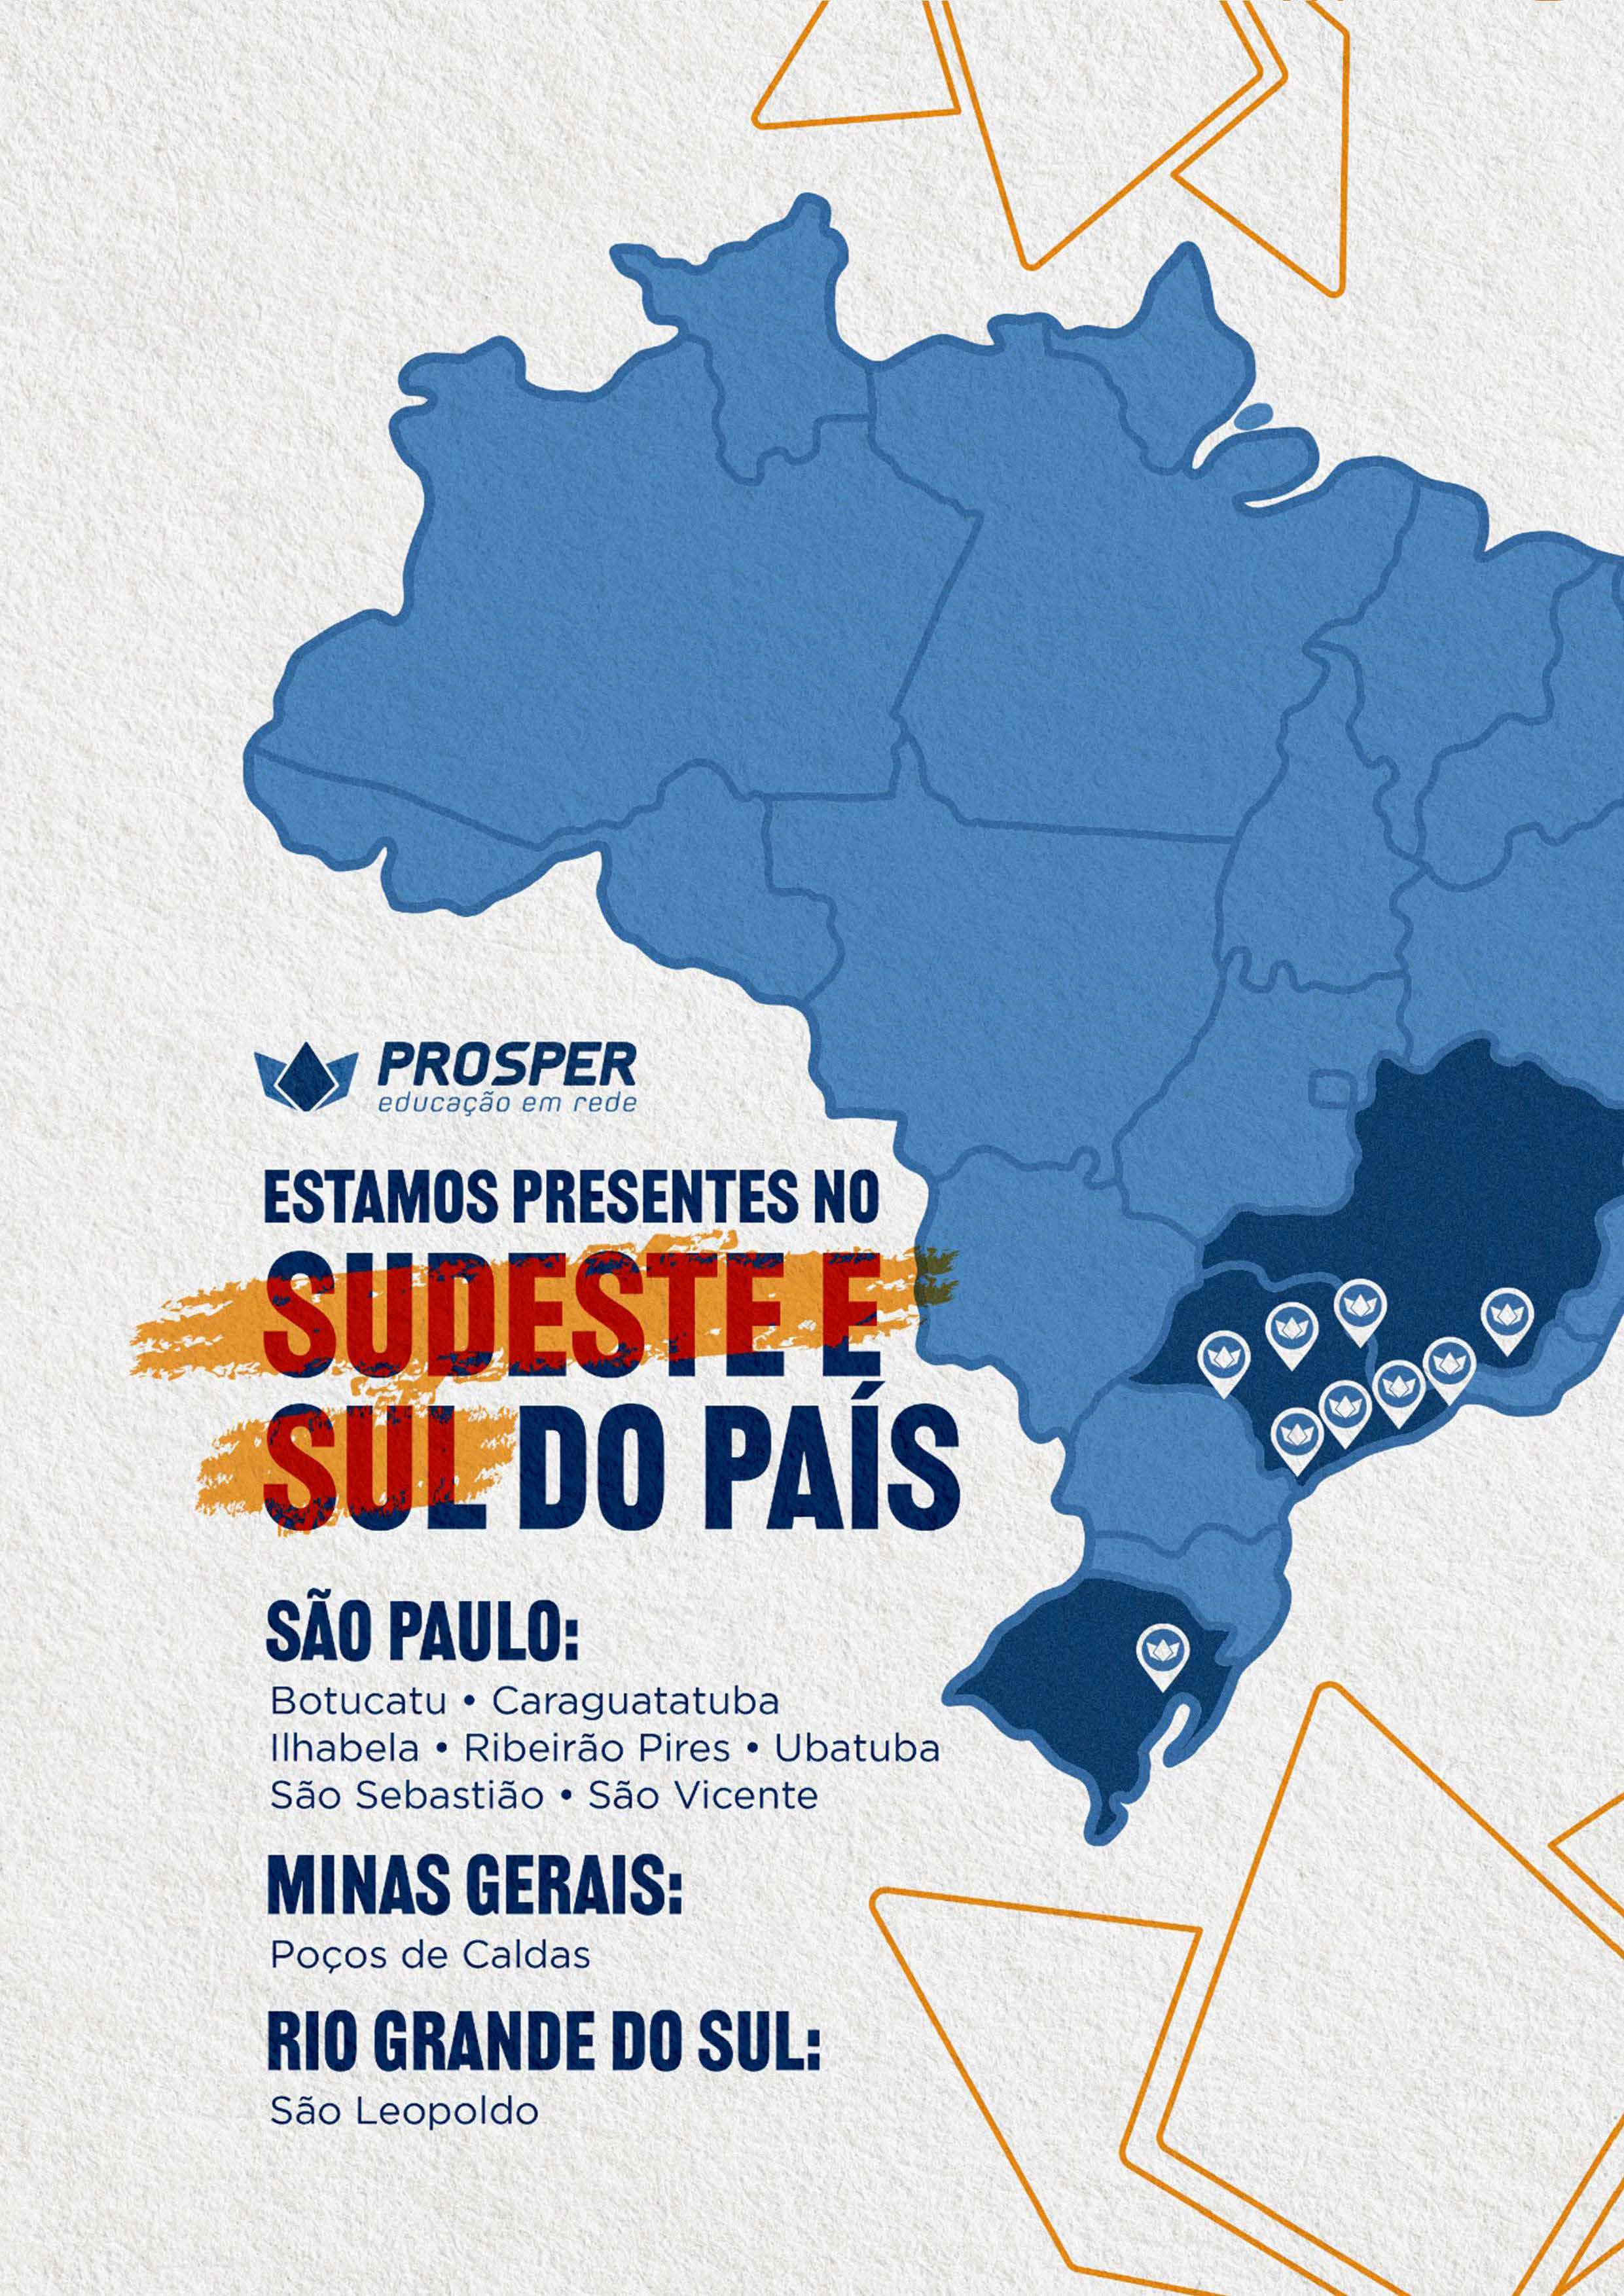 PROSPER
educação em rede
ESTAMOS PRESENTES NO
SUDESTE E
SUL DO PAÍS
SÃO PAULO:
Botucatu • Caraguatatuba
Ilhabela • Ribeirão Pires • Ubatuba
São Sebastião • São Vicente
MINAS GERAIS:
Poços de Caldas
RIO GRANDE DO SUL:
São Leopoldo